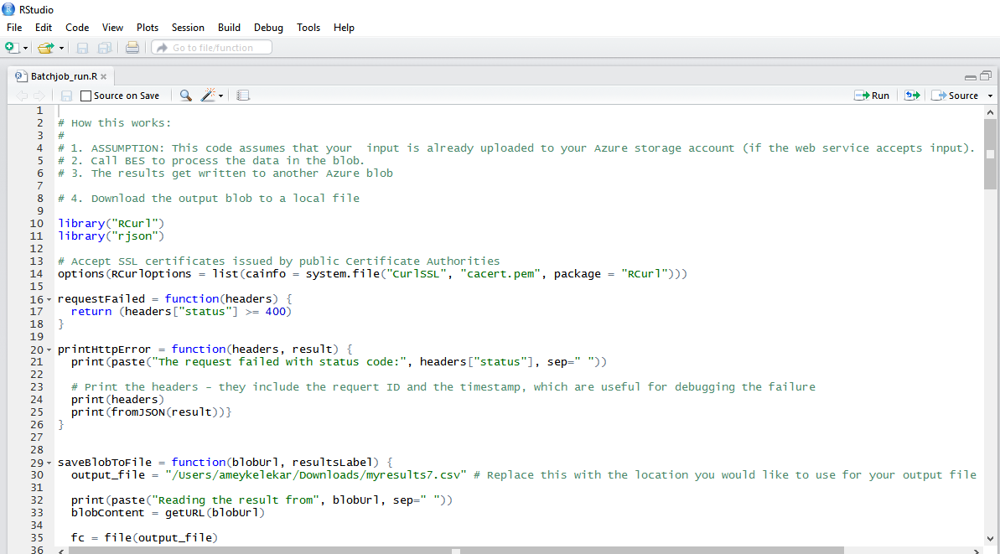 RStudio
File Edit Code View Plots Session Build Debug Tools Help
Go to file/function
Batchjob_run.R
Source on Save Run Source
1
2 # How this works:
3 #
4 # 1. ASSUMPTION: This code assumes that your  input is already uploaded to your Azure storage account (if the web service accepts input).
5 # 2. Call BES to process the data in the blob.
6 # 3. The results get written to another Azure blob
7
8 # 4. Download the output blob to a local file
9
10 library("RCurl")
11 library("rjson")
12
13 # Accept SSL certificates issued by public Certificate Authorities
14 options(RCurlOptions = list(cainfo = system.file("CurlSSL", "cacert.pem", package = "RCurl")))
15
16 requestFailed = function(headers) {
17   return (headers["status"] >= 400)
18 }
19
20 printHttpError = function(headers, result) {
21   print(paste("The request failed with status code:", headers["status"], sep=" "))
22
23   # Print the headers - they include the requert ID and the timestamp, which are useful for debugging the failure
24   print(headers)
25   print(fromJSON(result))}
26 }
27
28
29 saveBlobToFile = function(blobUrl, resultsLabel) {
30   output_file = "/Users/ameykelekar/Downloads/myresults7.csv" # Replace this with the location you would like to use for your output file
31
32   print(paste("Reading the result from", blobUrl, sep=" "))
33   blobContent = getURL(blobUrl)
34
35   fc = file(output_file)
36